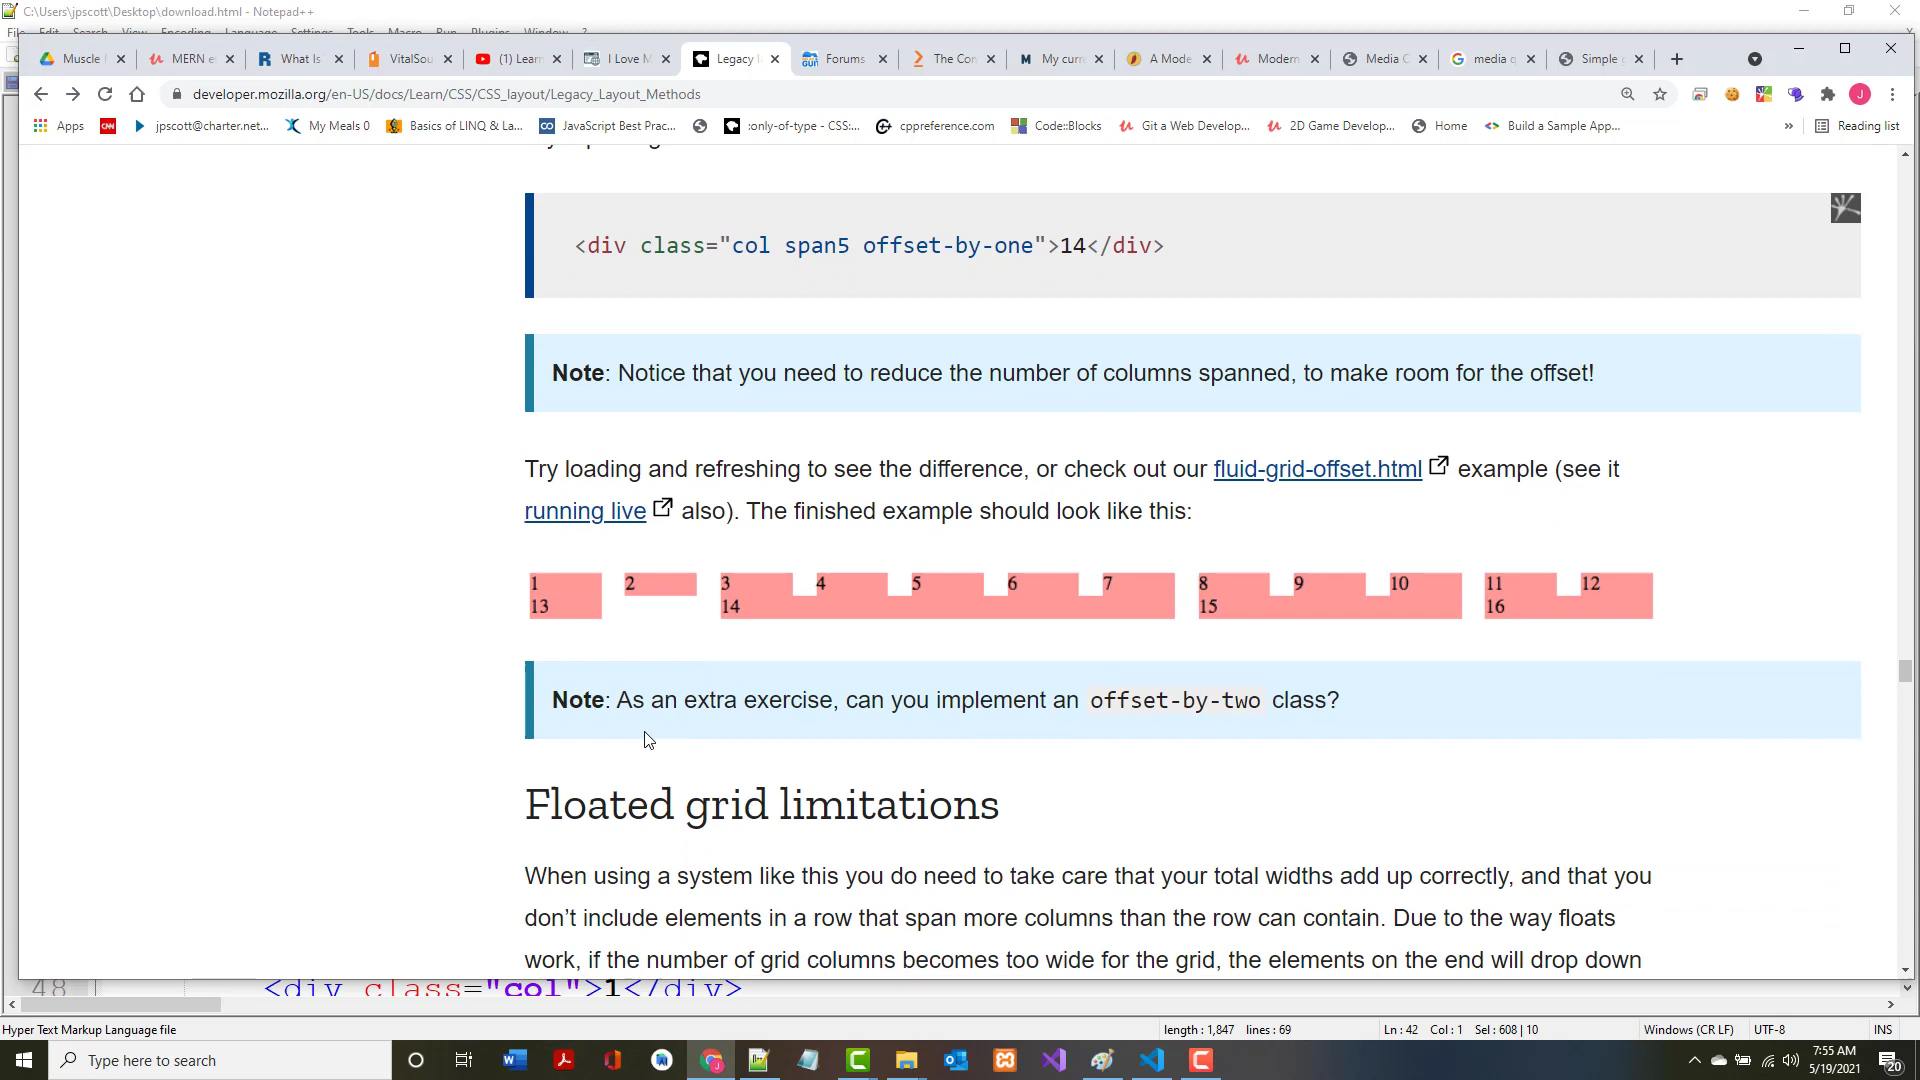 C:\Users\jpscott\Desktop\download.html - Notepad++
Muscle
MERN e
What Is
VitalSou
(1) Learn
I Love M
Legacy l
Forums
The Con
My curr
A Mode
Modern
Media C
media q
Simple g
developer.mozilla.org/en-US/docs/Learn/CSS/CSS_layout/Legacy_Layout_Methods
J
Apps
CNN
jpscott@charter.net...
My Meals 0
Basics of LINQ & La...
JavaScript Best Prac...
:only-of-type - CSS:...
cppreference.com
Code::Blocks
Git a Web Develop...
2D Game Develop...
Home
Build a Sample App...
»
Reading list
<div class="col span5 offset-by-one">14</div>
Note: Notice that you need to reduce the number of columns spanned, to make room for the offset!
Try loading and refreshing to see the difference, or check out our fluid-grid-offset.html example (see it
running live also). The finished example should look like this:
1 2 3 4 5 6 7 8 9 10 11 12
13 14 15 16
Note: As an extra exercise, can you implement an offset-by-two class?
Floated grid limitations
When using a system like this you do need to take care that your total widths add up correctly, and that you
don't include elements in a row that span more columns than the row can contain. Due to the way floats
work, if the number of grid columns becomes too wide for the grid, the elements on the end will drop down
48 <div class="col">1</div>
Hyper Text Markup Language file
length : 1,847 lines : 69
Ln : 42 Col : 1 Sel : 608 | 10
Windows (CR LF)
UTF-8
INS
Type here to search
7:55 AM
5/19/2021
20